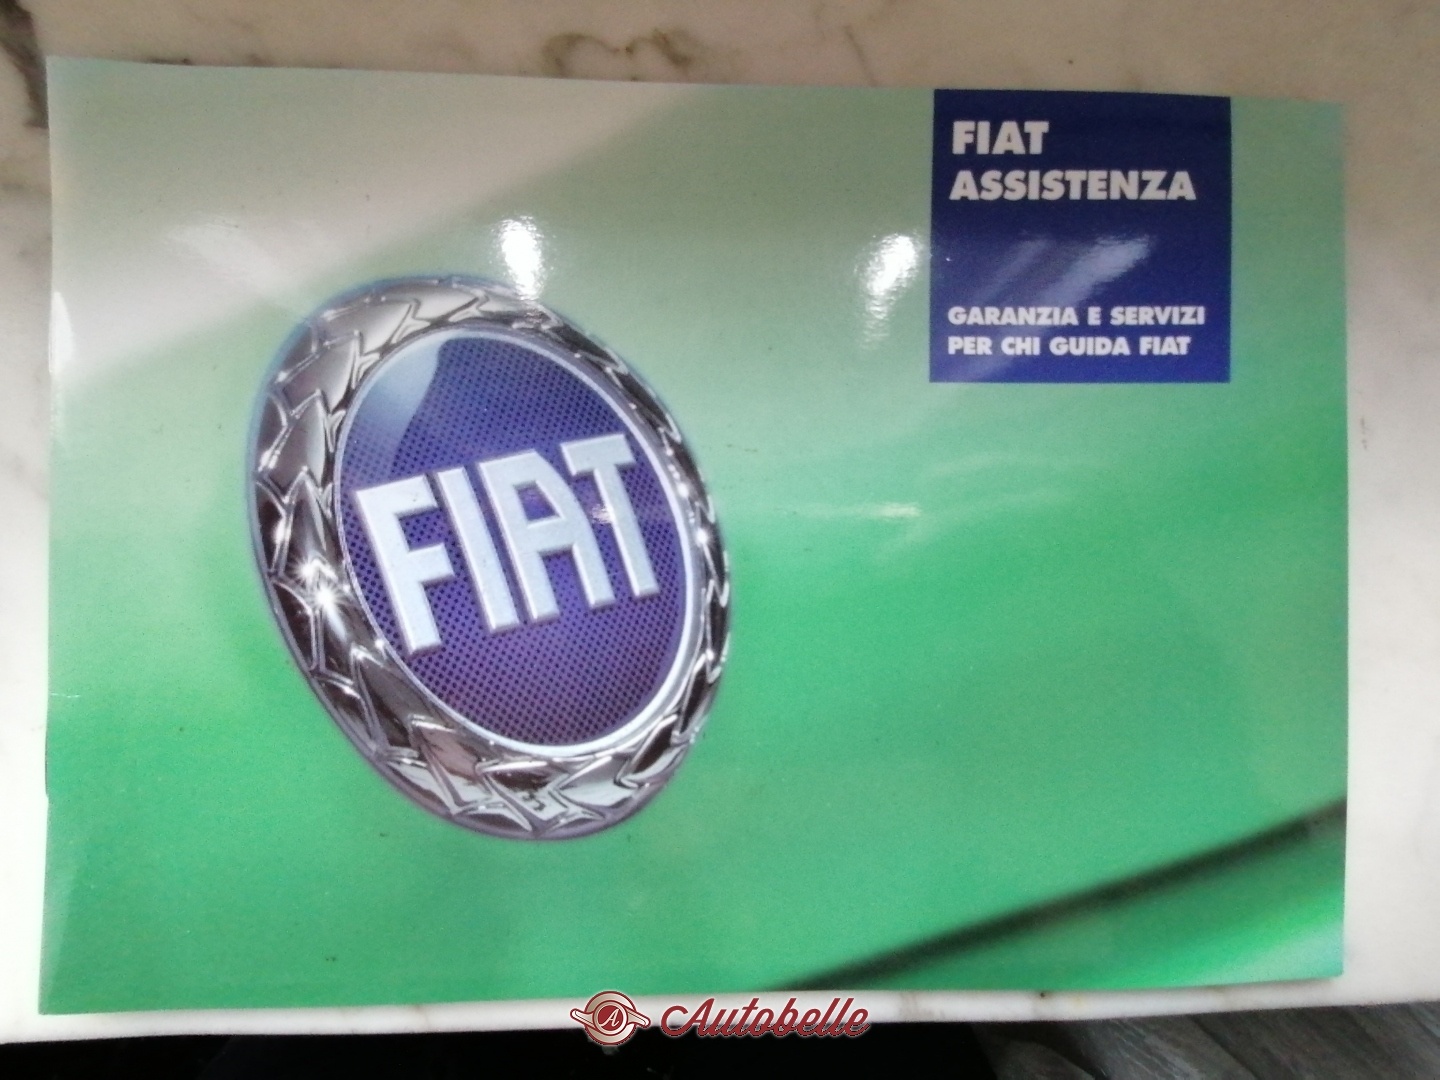 FIAT
ASSISTENZA
GARANZIA E SERVIZI
PER CHI GUIDA FIAT
FIAT
A Autobelle